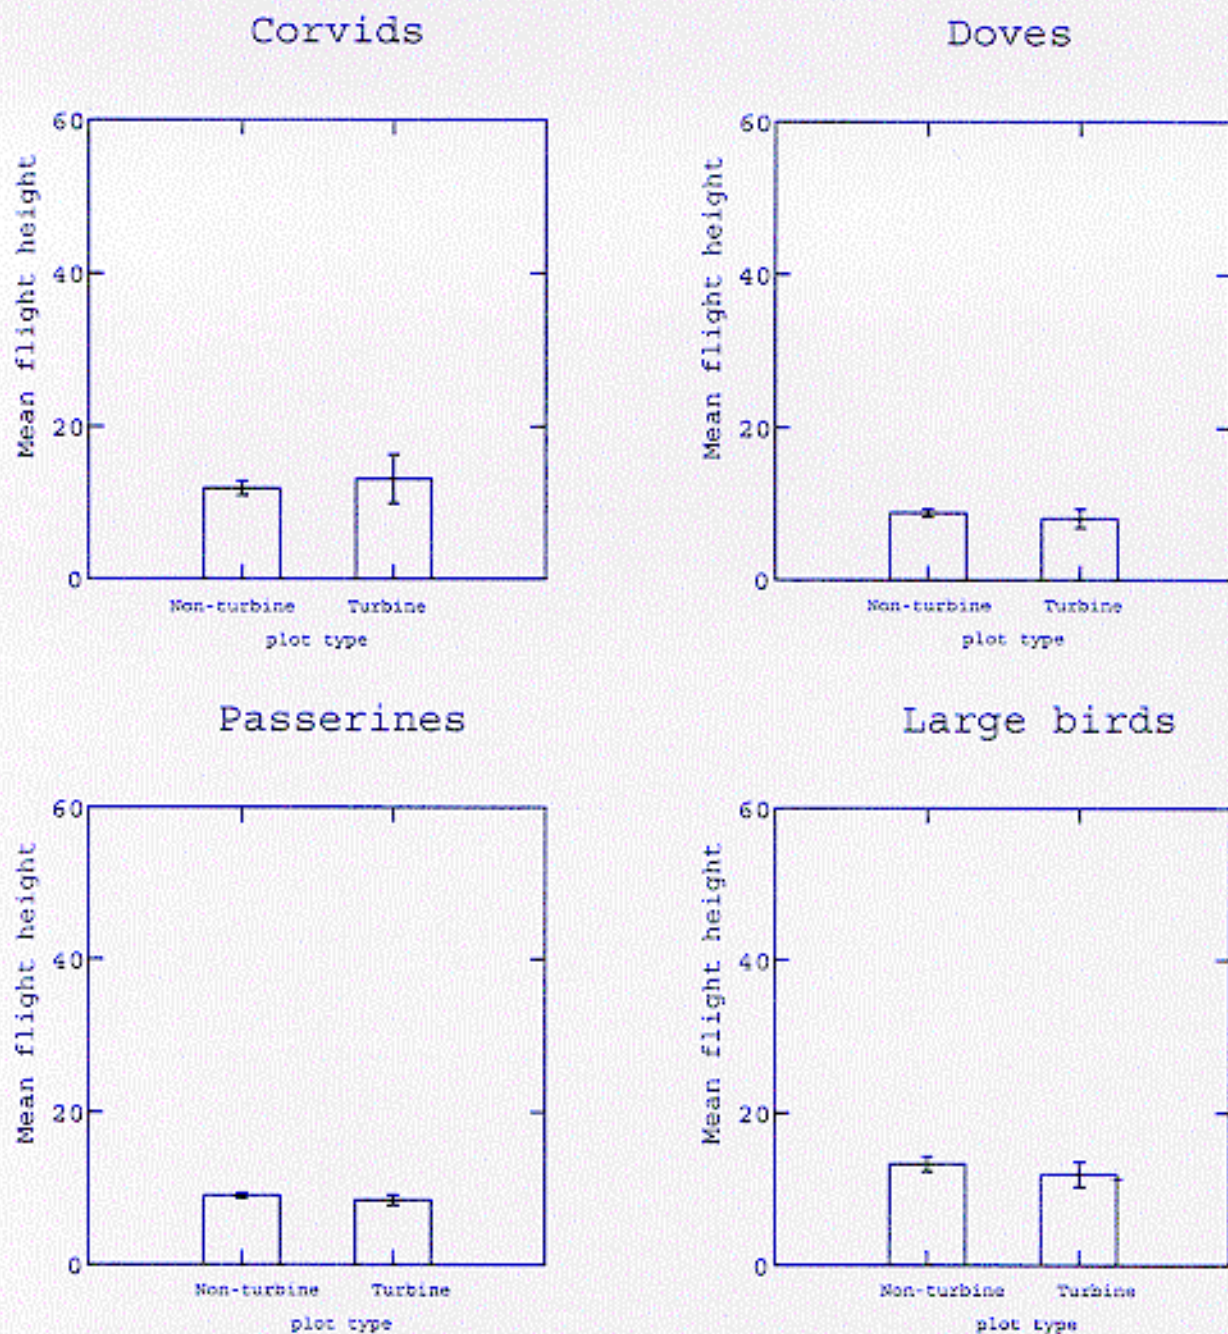 Corvids
Mean flight height
60
40
20
0
Non-turbine Turbine
plot type
Doves
Mean flight height
60
40
20
0
Non-turbine Turbine
plot type
Passerines
Mean flight height
60
40
20
0
Non-turbine Turbine
plot type
Large birds
Mean flight height
60
40
20
0
Non-turbine Turbine
plot type